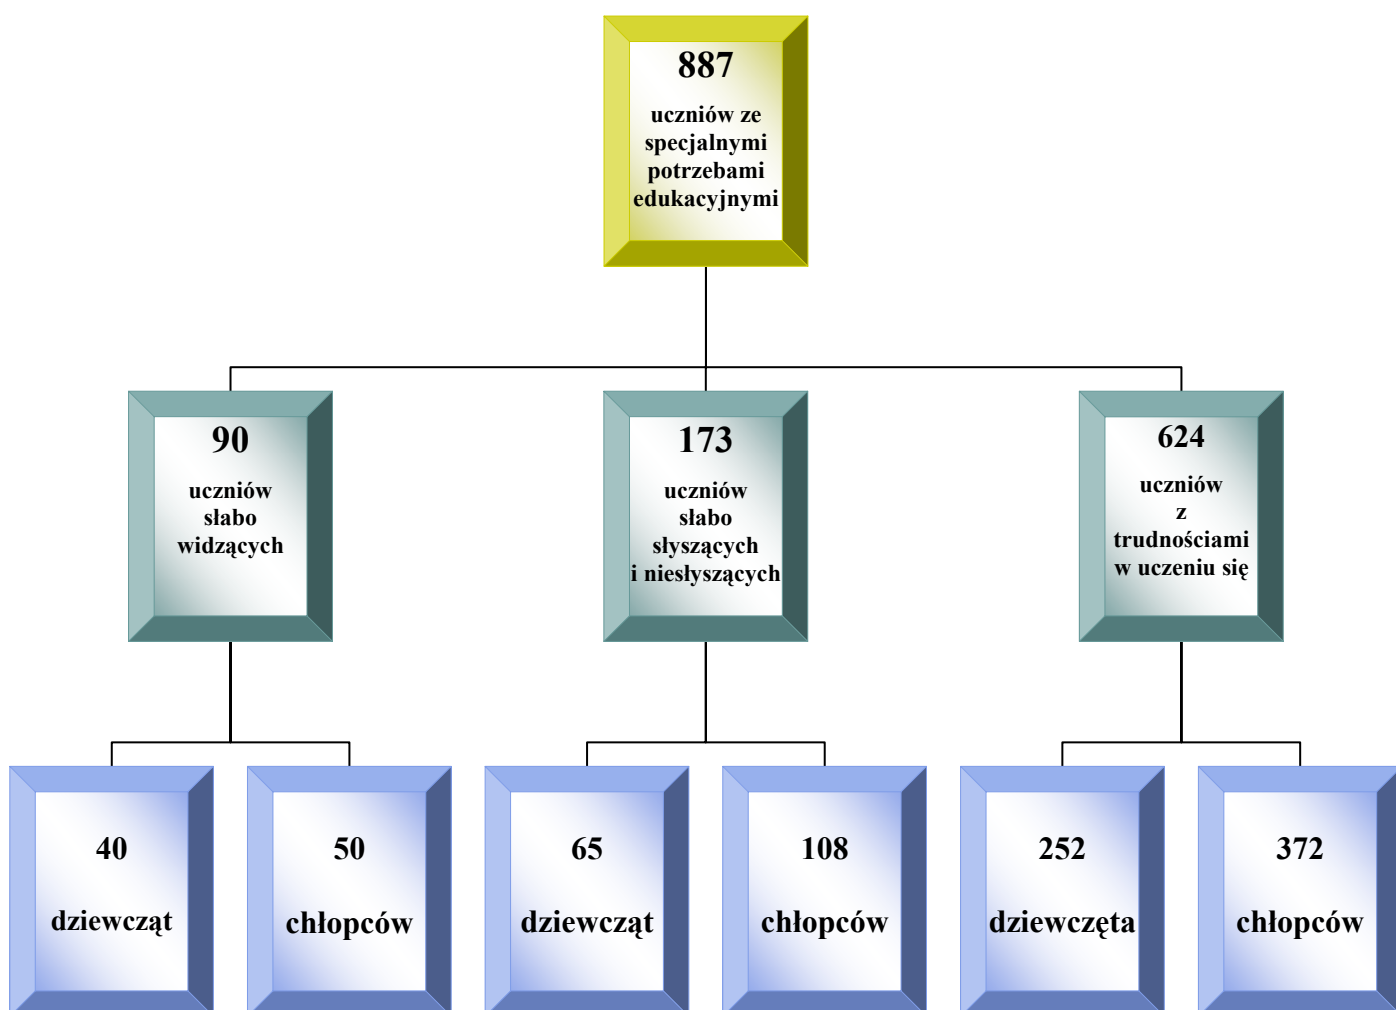 887
uczniów ze
specjalnymi
potrzebami
edukacyjnymi
90
uczniów
słabo
widzących
173
uczniów
słabo
słyszących
i niesłyszących
624
uczniów
z
trudnościami
w uczeniu się
40
dziewcząt
50
chłopców
65
dziewcząt
108
chłopców
252
dziewczęta
372
chłopców